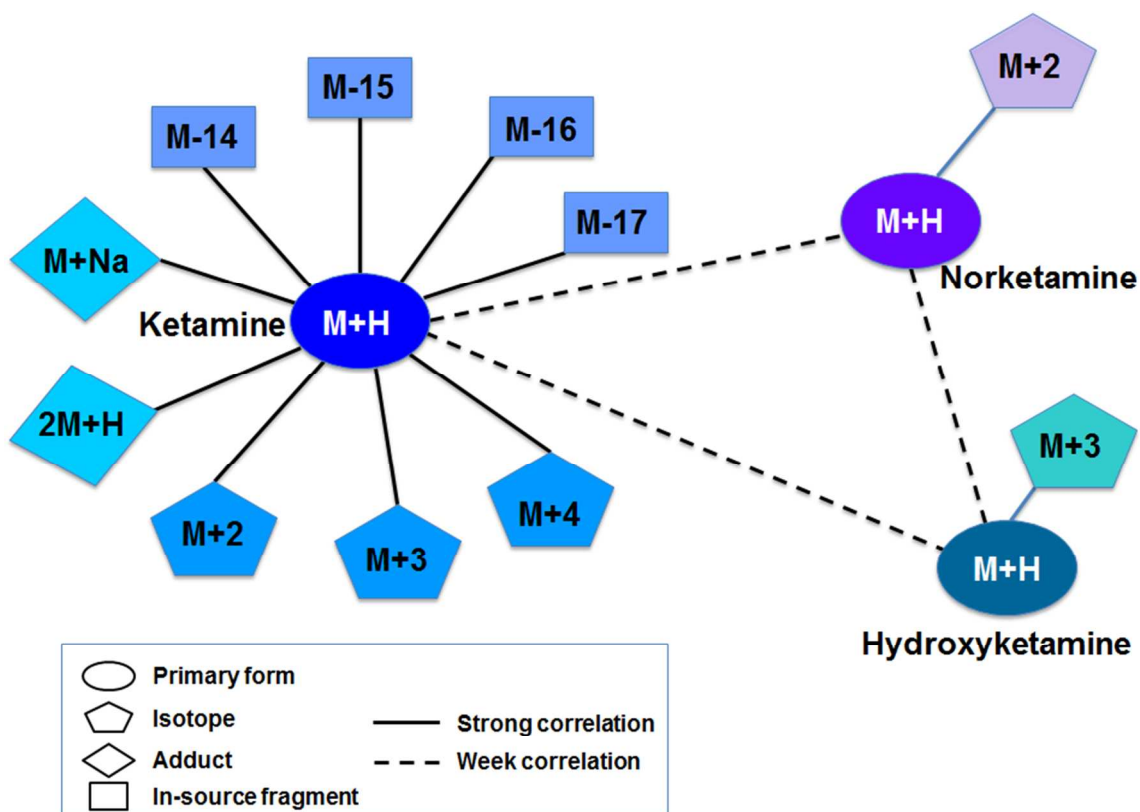 M+2
M-15
M-14
M-16
M-17
M+H
Norketamine
M+Na
Ketamine
M+H
2M+H
M+3
M+2
M+3
M+4
M+H
Hydroxyketamine
Primary form
Isotope
Adduct
In-source fragment
Strong correlation
Week correlation